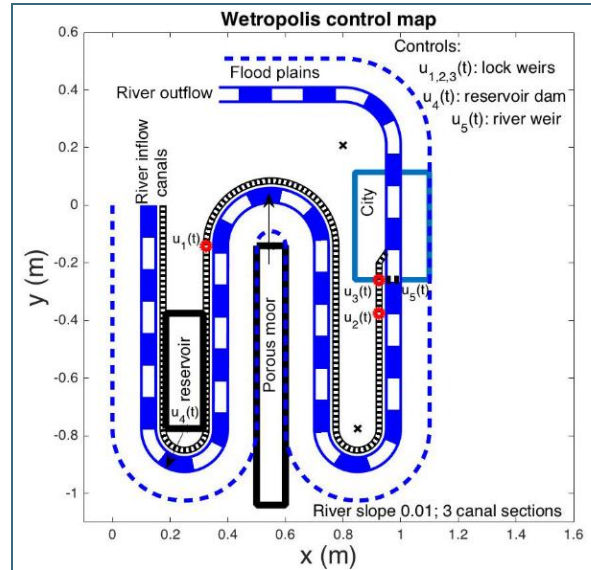 Wetropolis control map
Controls:
u1,2,3(t): lock weirs
u4(t): reservoir dam
u5(t): river weir
Flood plains
River outflow
River inflow
canals
City
u1(t)
u3(t)
u5(t)
u2(t)
reservoir
u4(t)
Porous moor
River slope 0.01; 3 canal sections
y (m)
0.6
0.4
0.2
0
-0.2
-0.4
-0.6
-0.8
-1
0 0.2 0.4 0.6 0.8 1 1.2 1.4 1.6
x (m)